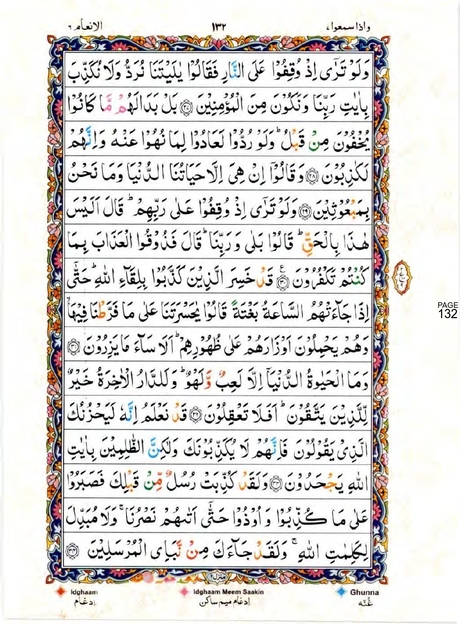 واذا سمعوا ٧
١٣٢
الانعام ٦
وَلَوْ تَرٰٓى اِذْ وُقِفُوْا عَلَى النَّارِ فَقَالُوْا يٰلَيْتَنَا نُرَدُّ وَلَا نُكَذِّبَ
بِاٰيٰتِ رَبِّنَا وَنَكُوْنَ مِنَ الْمُؤْمِنِيْنَ ﴿٢٧﴾ بَلْ بَدَا لَهُمْ مَّا كَانُوْا
يُخْفُوْنَ مِنْ قَبْلُ ؕ وَلَوْ رُدُّوْا لَعَادُوْا لِمَا نُهُوْا عَنْهُ وَاِنَّهُمْ
لَكٰذِبُوْنَ ﴿٢٨﴾ وَقَالُوْۤا اِنْ هِىَ اِلَّا حَيَاتُنَا الدُّنْيَا وَمَا نَحْنُ
بِمَبْعُوْثِيْنَ ﴿٢٩﴾ وَلَوْ تَرٰٓى اِذْ وُقِفُوْا عَلٰى رَبِّهِمْ ؕ قَالَ اَلَيْسَ
هٰذَا بِالْحَقِّ ؕ قَالُوْا بَلٰى وَرَبِّنَا ؕ قَالَ فَذُوْقُوا الْعَذَابَ بِمَا
كُنْتُمْ تَكْفُرُوْنَ ﴿٣٠﴾ قَدْ خَسِرَ الَّذِيْنَ كَذَّبُوْا بِلِقَآءِ اللّٰهِ ؕ حَتّٰٓى
اِذَا جَآءَتْهُمُ السَّاعَةُ بَغْتَةً قَالُوْا يٰحَسْرَتَنَا عَلٰى مَا فَرَّطْنَا فِيْهَا ۙ
وَهُمْ يَحْمِلُوْنَ اَوْزَارَهُمْ عَلٰى ظُهُوْرِهِمْ ؕ اَلَا سَآءَ مَا يَزِرُوْنَ ﴿٣١﴾
وَمَا الْحَيٰوةُ الدُّنْيَاۤ اِلَّا لَعِبٌ وَّلَهْوٌ ؕ وَلَلدَّارُ الْاٰخِرَةُ خَيْرٌ
لِّلَّذِيْنَ يَتَّقُوْنَ ؕ اَفَلَا تَعْقِلُوْنَ ﴿٣٢﴾ قَدْ نَعْلَمُ اِنَّهٗ لَيَحْزُنُكَ
الَّذِىْ يَقُوْلُوْنَ فَاِنَّهُمْ لَا يُكَذِّبُوْنَكَ وَلٰكِنَّ الظّٰلِمِيْنَ بِاٰيٰتِ
اللّٰهِ يَجْحَدُوْنَ ﴿٣٣﴾ وَلَقَدْ كُذِّبَتْ رُسُلٌ مِّنْ قَبْلِكَ فَصَبَرُوْا
عَلٰى مَا كُذِّبُوْا وَاُوْذُوْا حَتّٰٓى اَتٰىهُمْ نَصْرُنَا ۚ وَلَا مُبَدِّلَ
لِكَلِمٰتِ اللّٰهِ ۚ وَلَقَدْ جَآءَكَ مِنْ نَّبَاِى الْمُرْسَلِيْنَ ﴿٣٤﴾
PAGE
132
Idghaam
ادغام
Idghaam Meem Saakin
ادغام میم ساکن
Ghunna
غنّه